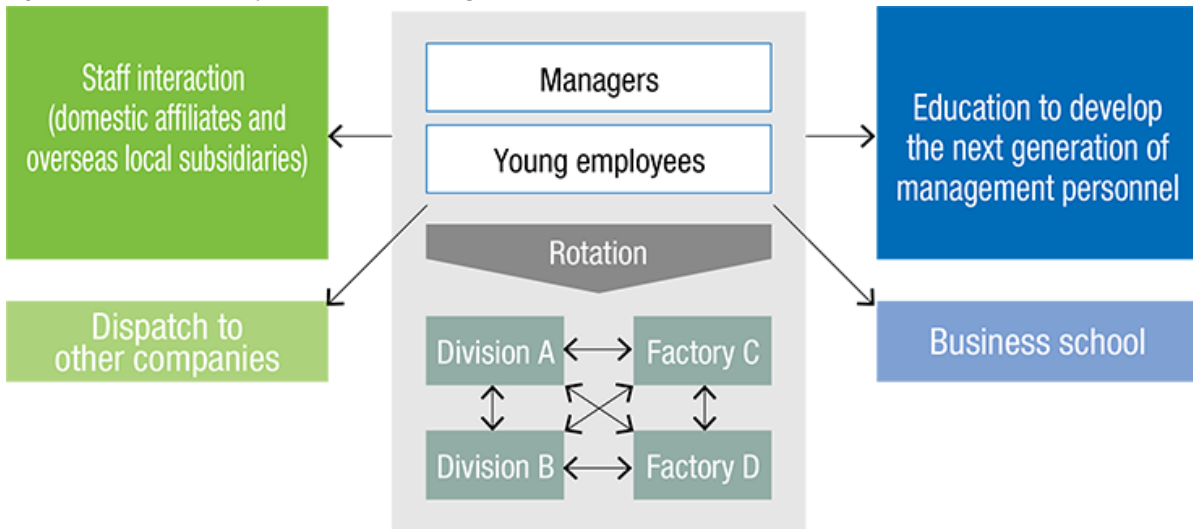 Staff interaction
(domestic affiliates and
overseas local subsidiaries)
Dispatch to
other companies
Managers
Young employees
Rotation
Division A
Factory C
Division B
Factory D
Education to develop
the next generation of
management personnel
Business school